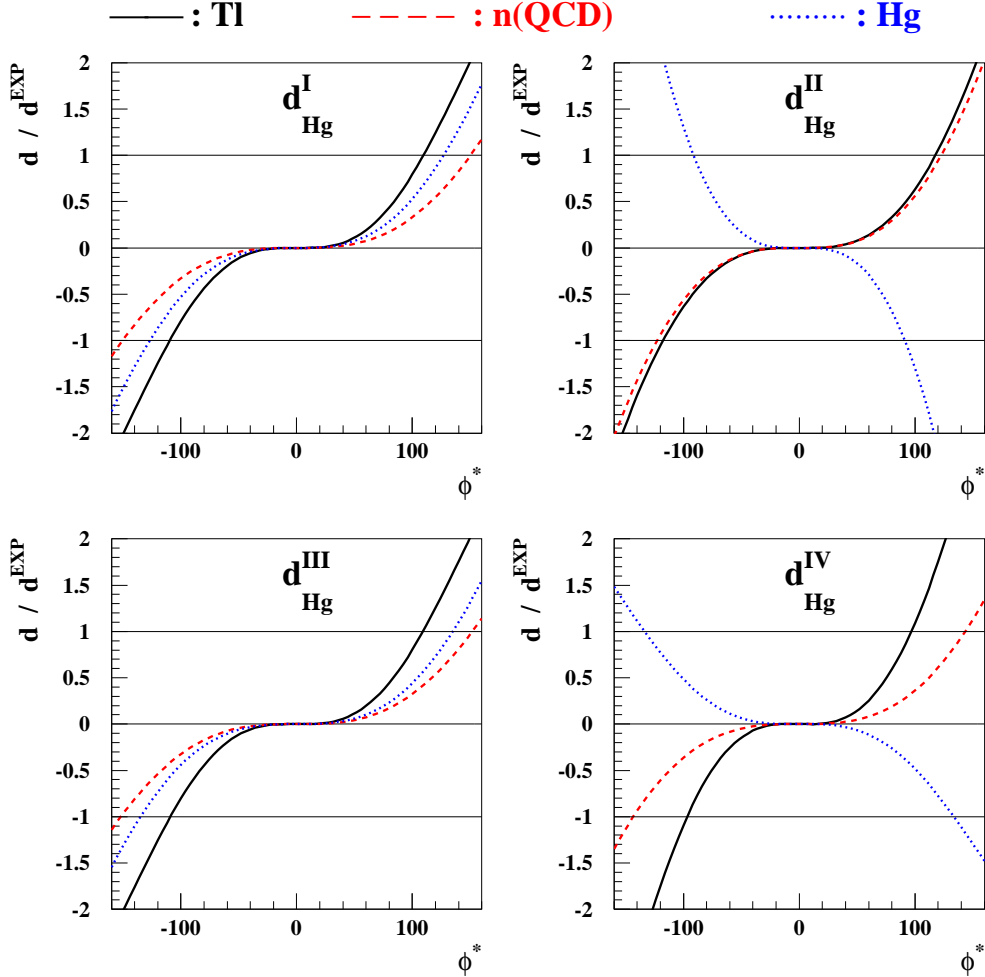 : Tl : n(QCD) : Hg
d / d^EXP d / d^EXP
2 2
d^I_Hg d^II_Hg
1.5 1.5
1 1
0.5 0.5
0 0
-0.5 -0.5
-1 -1
-1.5 -1.5
-2 -2
-100 0 100 -100 0 100
ϕ* ϕ*
d / d^EXP d / d^EXP
2 2
d^III_Hg d^IV_Hg
1.5 1.5
1 1
0.5 0.5
0 0
-0.5 -0.5
-1 -1
-1.5 -1.5
-2 -2
-100 0 100 -100 0 100
ϕ* ϕ*